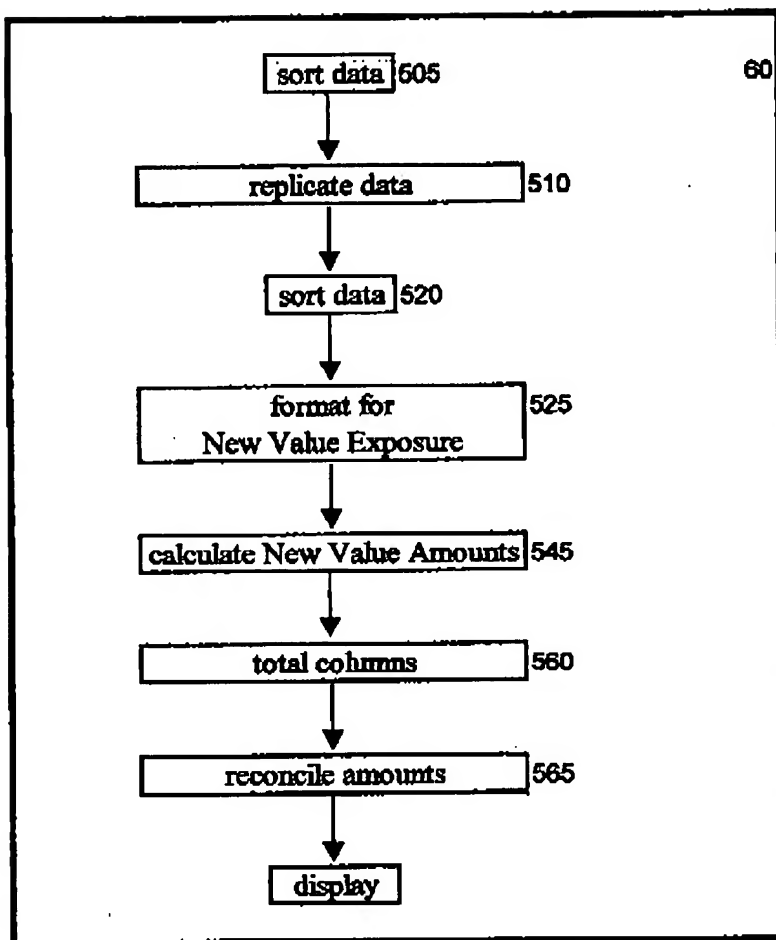 sort data 505
60
replicate data 510
sort data 520
format for 525
New Value Exposure
calculate New Value Amounts 545
total columns 560
reconcile amounts 565
display